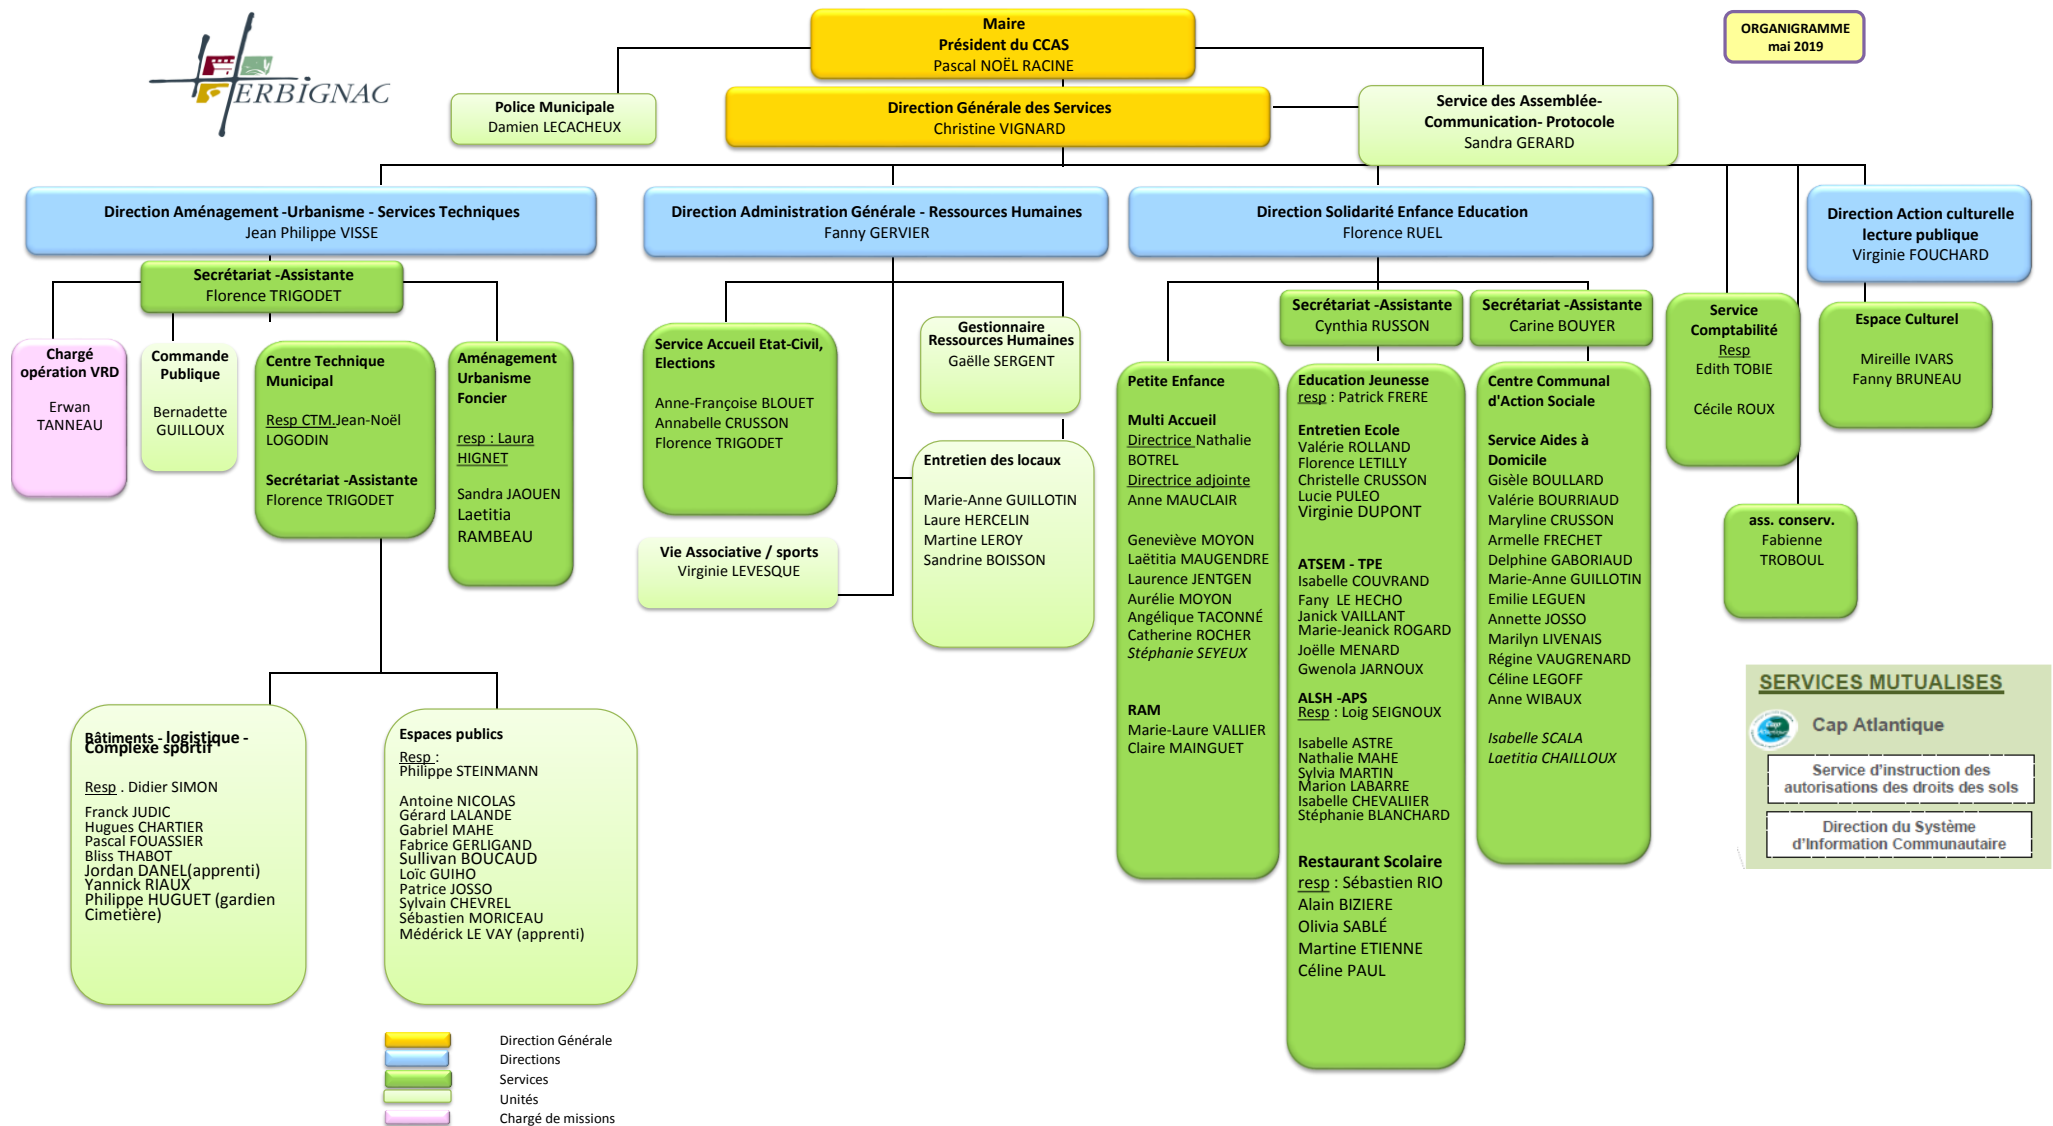 HERBIGNAC
Maire
Président du CCAS
Pascal NOËL RACINE
ORGANIGRAMME
mai 2019
Police Municipale
Damien LECACHEUX
Direction Générale des Services
Christine VIGNARD
Service des Assemblée-
Communication- Protocole
Sandra GERARD
Direction Aménagement -Urbanisme - Services Techniques
Jean Philippe VISSE
Direction Administration Générale - Ressources Humaines
Fanny GERVIER
Direction Solidarité Enfance Education
Florence RUEL
Direction Action culturelle
lecture publique
Virginie FOUCHARD
Secrétariat -Assistante
Florence TRIGODET
Chargé
opération VRD
Erwan
TANNEAU
Commande
Publique
Bernadette
GUILLOUX
Centre Technique
Municipal
Resp CTM.Jean-Noël
LOGODIN
Secrétariat -Assistante
Florence TRIGODET
Aménagement
Urbanisme
Foncier
resp : Laura
HIGNET
Sandra JAOUEN
Laetitia
RAMBEAU
Service Accueil Etat-Civil,
Elections
Anne-Françoise BLOUET
Annabelle CRUSSON
Florence TRIGODET
Gestionnaire
Ressources Humaines
Gaëlle SERGENT
Entretien des locaux
Marie-Anne GUILLOTIN
Laure HERCELIN
Martine LEROY
Sandrine BOISSON
Vie Associative / sports
Virginie LEVESQUE
Secrétariat -Assistante
Cynthia RUSSON
Secrétariat -Assistante
Carine BOUYER
Petite Enfance
Multi Accueil
Directrice Nathalie
BOTREL
Directrice adjointe
Anne MAUCLAIR
Geneviève MOYON
Laëtitia MAUGENDRE
Laurence JENTGEN
Aurélie MOYON
Angélique TACONNÉ
Catherine ROCHER
Stéphanie SEYEUX
RAM
Marie-Laure VALLIER
Claire MAINGUET
Education Jeunesse
resp : Patrick FRERE
Entretien Ecole
Valérie ROLLAND
Florence LETILLY
Christelle CRUSSON
Lucie PULEO
Virginie DUPONT
ATSEM - TPE
Isabelle COUVRAND
Fany  LE HECHO
Janick VAILLANT
Marie-Jeanick ROGARD
Joëlle MENARD
Gwenola JARNOUX
ALSH -APS
Resp : Loig SEIGNOUX
Isabelle ASTRE
Nathalie MAHE
Sylvia MARTIN
Marion LABARRE
Isabelle CHEVALIIER
Stéphanie BLANCHARD
Restaurant Scolaire
resp : Sébastien RIO
Alain BIZIERE
Olivia SABLÉ
Martine ETIENNE
Céline PAUL
Centre Communal
d'Action Sociale
Service Aides à
Domicile
Gisèle BOULLARD
Valérie BOURRIAUD
Maryline CRUSSON
Armelle FRECHET
Delphine GABORIAUD
Marie-Anne GUILLOTIN
Emilie LEGUEN
Annette JOSSO
Marilyn LIVENAIS
Régine VAUGRENARD
Céline LEGOFF
Anne WIBAUX
Isabelle SCALA
Laetitia CHAILLOUX
Service
Comptabilité
Resp
Edith TOBIE
Cécile ROUX
Espace Culturel
Mireille IVARS
Fanny BRUNEAU
ass. conserv.
Fabienne
TROBOUL
SERVICES MUTUALISES
Cap Atlantique
Service d'instruction des
autorisations des droits des sols
Direction du Système
d'Information Communautaire
Bâtiments - logistique -
Complexe sportif
Resp . Didier SIMON
Franck JUDIC
Hugues CHARTIER
Pascal FOUASSIER
Bliss THABOT
Jordan DANEL(apprenti)
Yannick RIAUX
Philippe HUGUET (gardien
Cimetière)
Espaces publics
Resp :
Philippe STEINMANN
Antoine NICOLAS
Gérard LALANDE
Gabriel MAHE
Fabrice GERLIGAND
Sullivan BOUCAUD
Loïc GUIHO
Patrice JOSSO
Sylvain CHEVREL
Sébastien MORICEAU
Médérick LE VAY (apprenti)
Direction Générale
Directions
Services
Unités
Chargé de missions